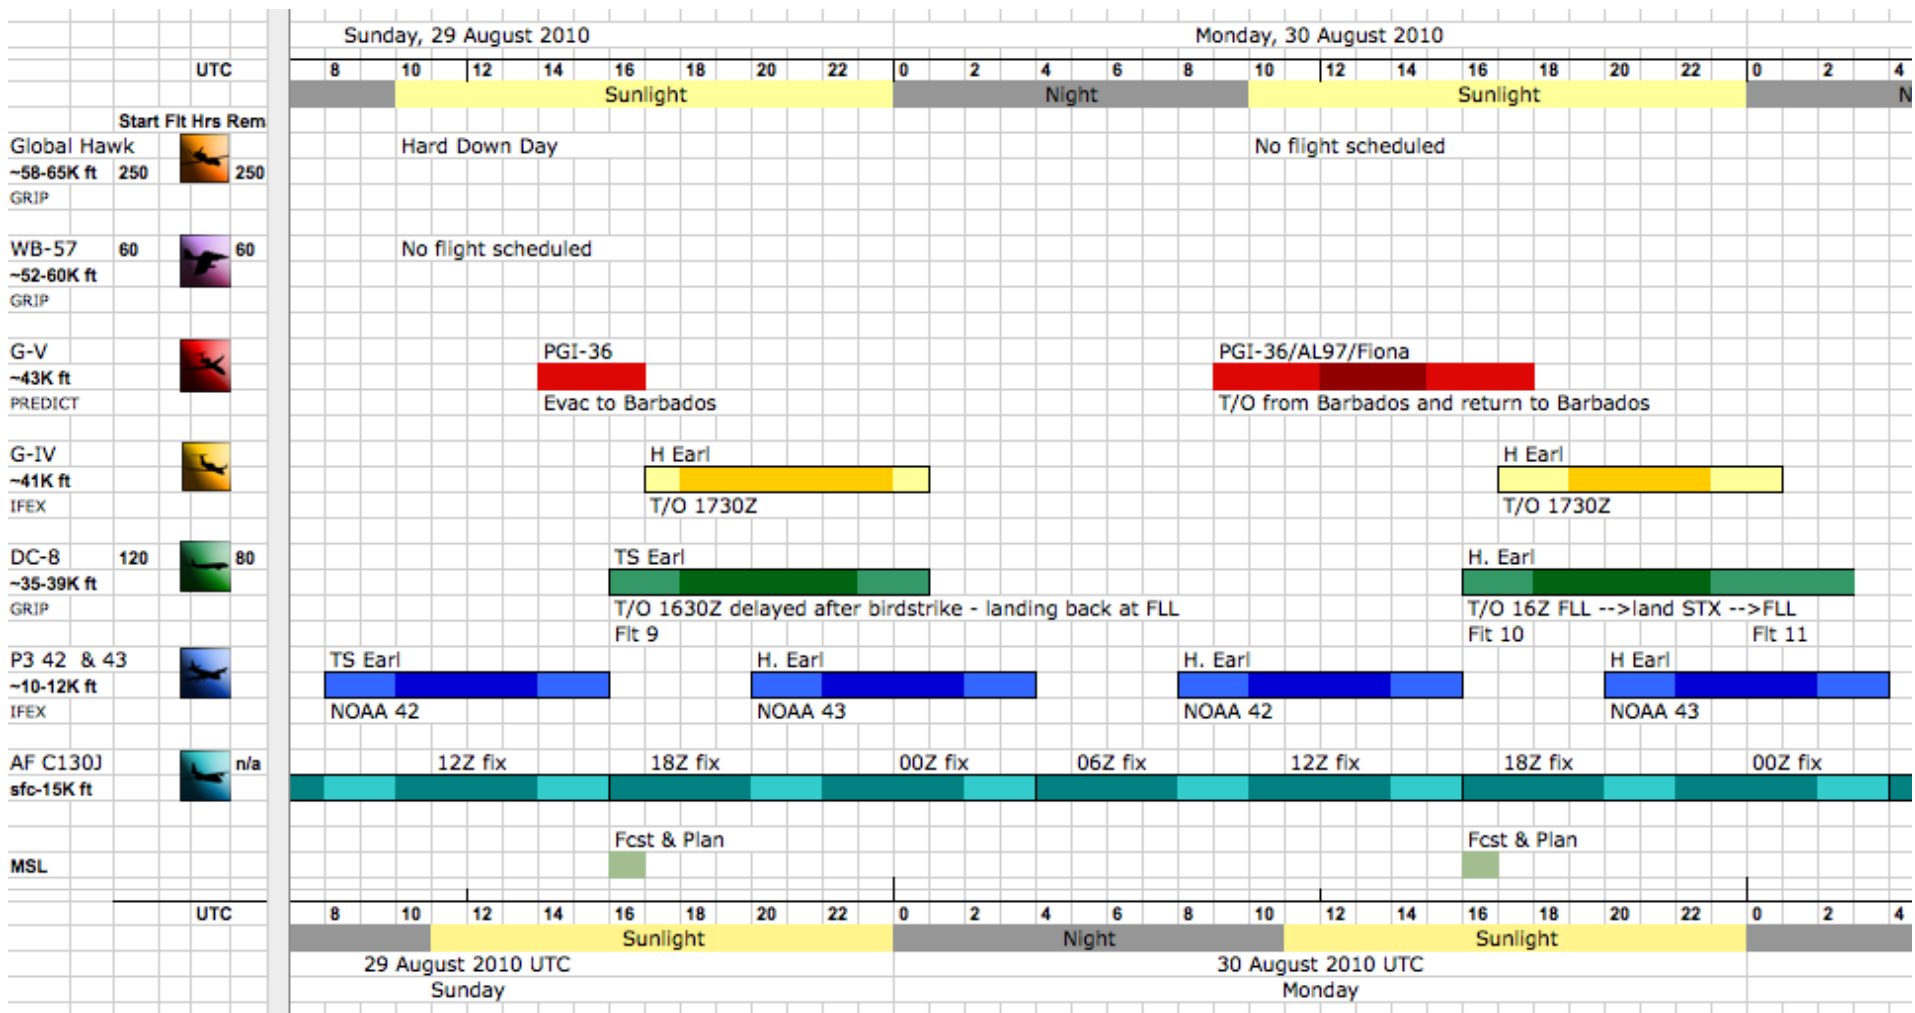 Sunday, 29 August 2010 Monday, 30 August 2010
UTC 8 10 12 14 16 18 20 22 0 2 4 6 8 10 12 14 16 18 20 22 0 2 4
Sunlight Night Sunlight N
Start Flt Hrs Rem
Global Hawk Hard Down Day No flight scheduled
~58-65K ft 250 250
GRIP
WB-57 60 60 No flight scheduled
~52-60K ft
GRIP
G-V PGI-36 PGI-36/AL97/Fiona
~43K ft
PREDICT Evac to Barbados T/O from Barbados and return to Barbados
G-IV H Earl H Earl
~41K ft
IFEX T/O 1730Z T/O 1730Z
DC-8 120 80 TS Earl H. Earl
~35-39K ft
GRIP T/O 1630Z delayed after birdstrike - landing back at FLL T/O 16Z FLL -->land STX -->FLL
Flt 9 Flt 10 Flt 11
P3 42 & 43 TS Earl H. Earl H. Earl H Earl
~10-12K ft
IFEX NOAA 42 NOAA 43 NOAA 42 NOAA 43
AF C130J n/a 12Z fix 18Z fix 00Z fix 06Z fix 12Z fix 18Z fix 00Z fix
sfc-15K ft
Fcst & Plan Fcst & Plan
MSL
UTC 8 10 12 14 16 18 20 22 0 2 4 6 8 10 12 14 16 18 20 22 0 2 4
Sunlight Night Sunlight
29 August 2010 UTC 30 August 2010 UTC
Sunday Monday